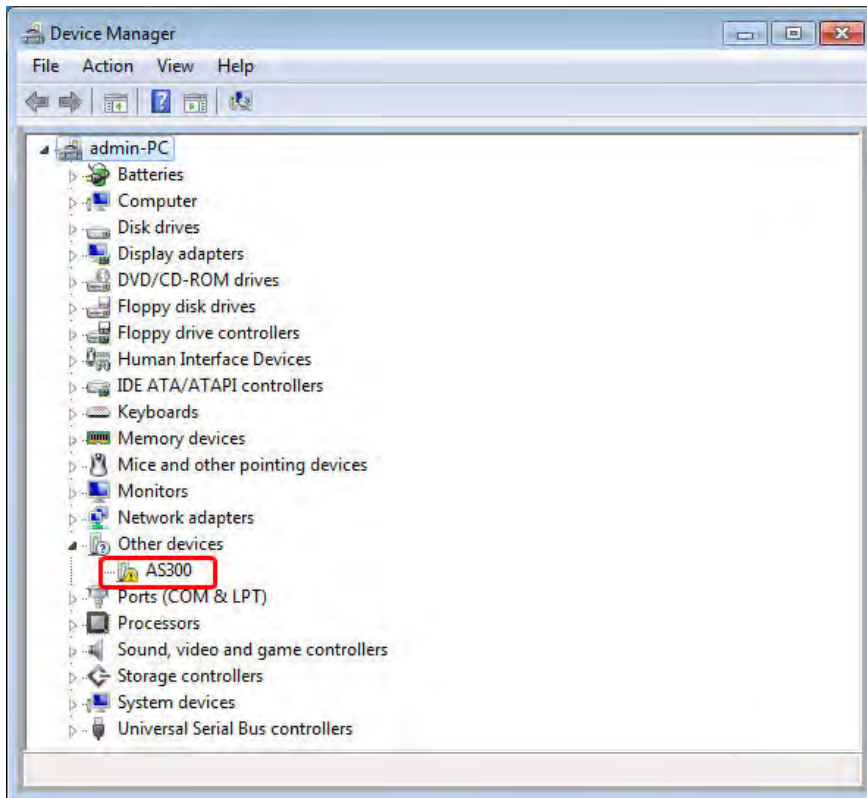 Device Manager
File Action View Help
admin-PC
Batteries
Computer
Disk drives
Display adapters
DVD/CD-ROM drives
Floppy disk drives
Floppy drive controllers
Human Interface Devices
IDE ATA/ATAPI controllers
Keyboards
Memory devices
Mice and other pointing devices
Monitors
Network adapters
Other devices
AS300
Ports (COM & LPT)
Processors
Sound, video and game controllers
Storage controllers
System devices
Universal Serial Bus controllers